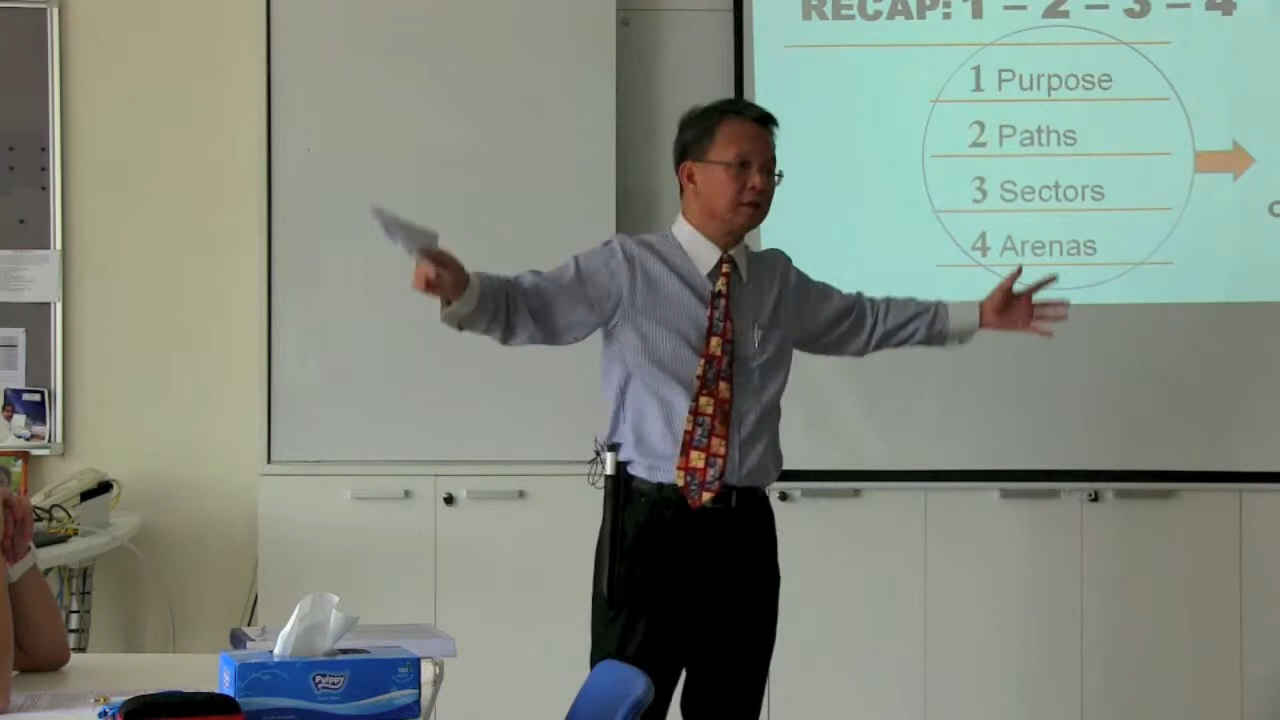 RECAP: 1 – 2 – 3 – 4
1 Purpose
2 Paths
3 Sectors
4 Arenas
Pulppy